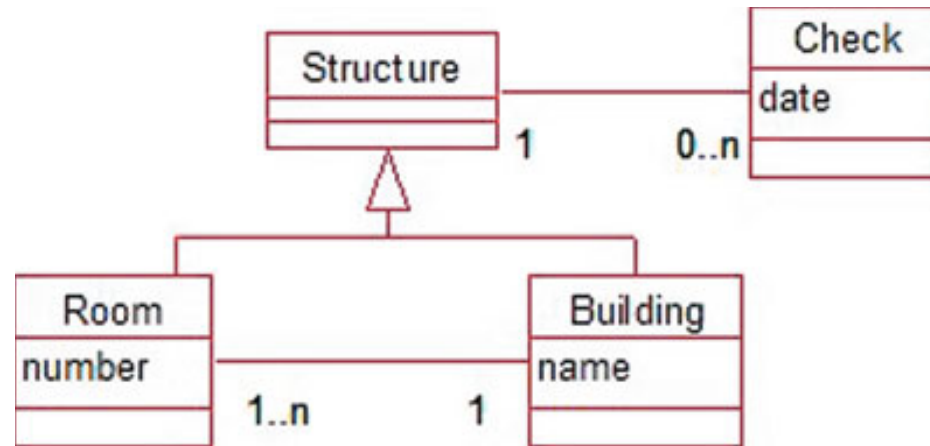 Structure
Check
date
1
0..n
Room
number
Building
name
1..n
1